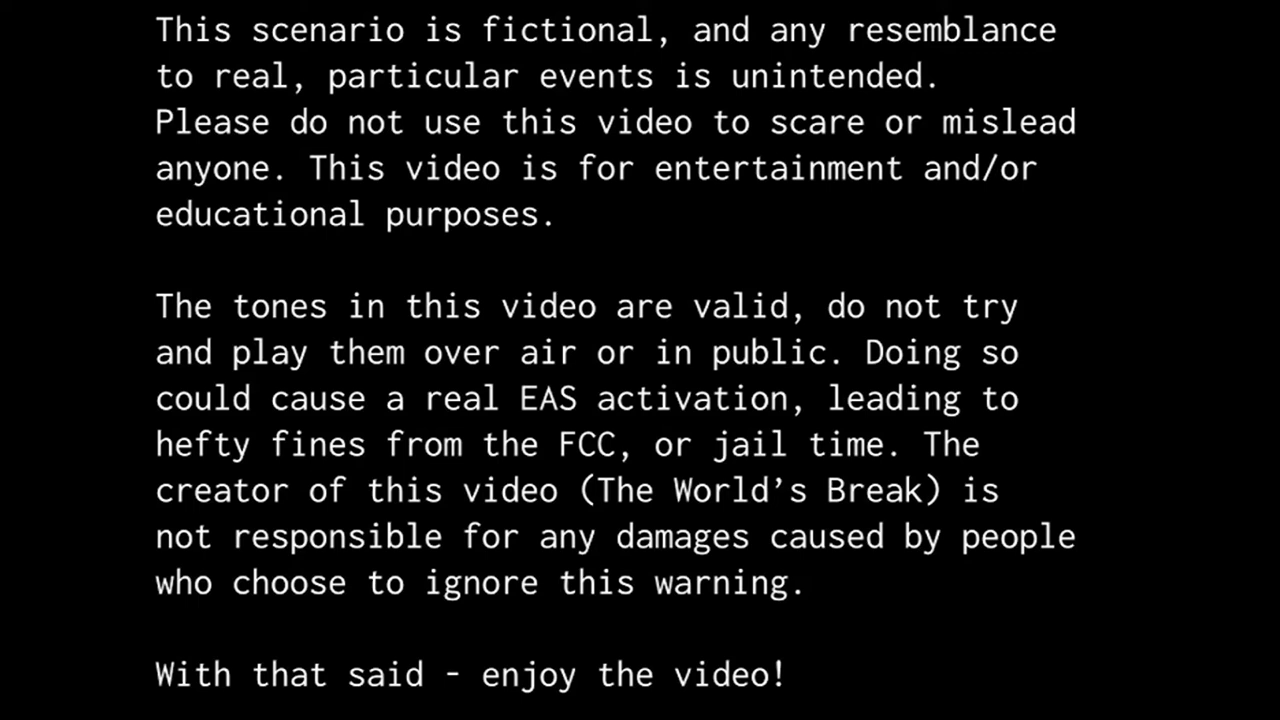 This scenario is fictional, and any resemblance
to real, particular events is unintended.
Please do not use this video to scare or mislead
anyone. This video is for entertainment and/or
educational purposes.
The tones in this video are valid, do not try
and play them over air or in public. Doing so
could cause a real EAS activation, leading to
hefty fines from the FCC, or jail time. The
creator of this video (The World’s Break) is
not responsible for any damages caused by people
who choose to ignore this warning.
With that said - enjoy the video!